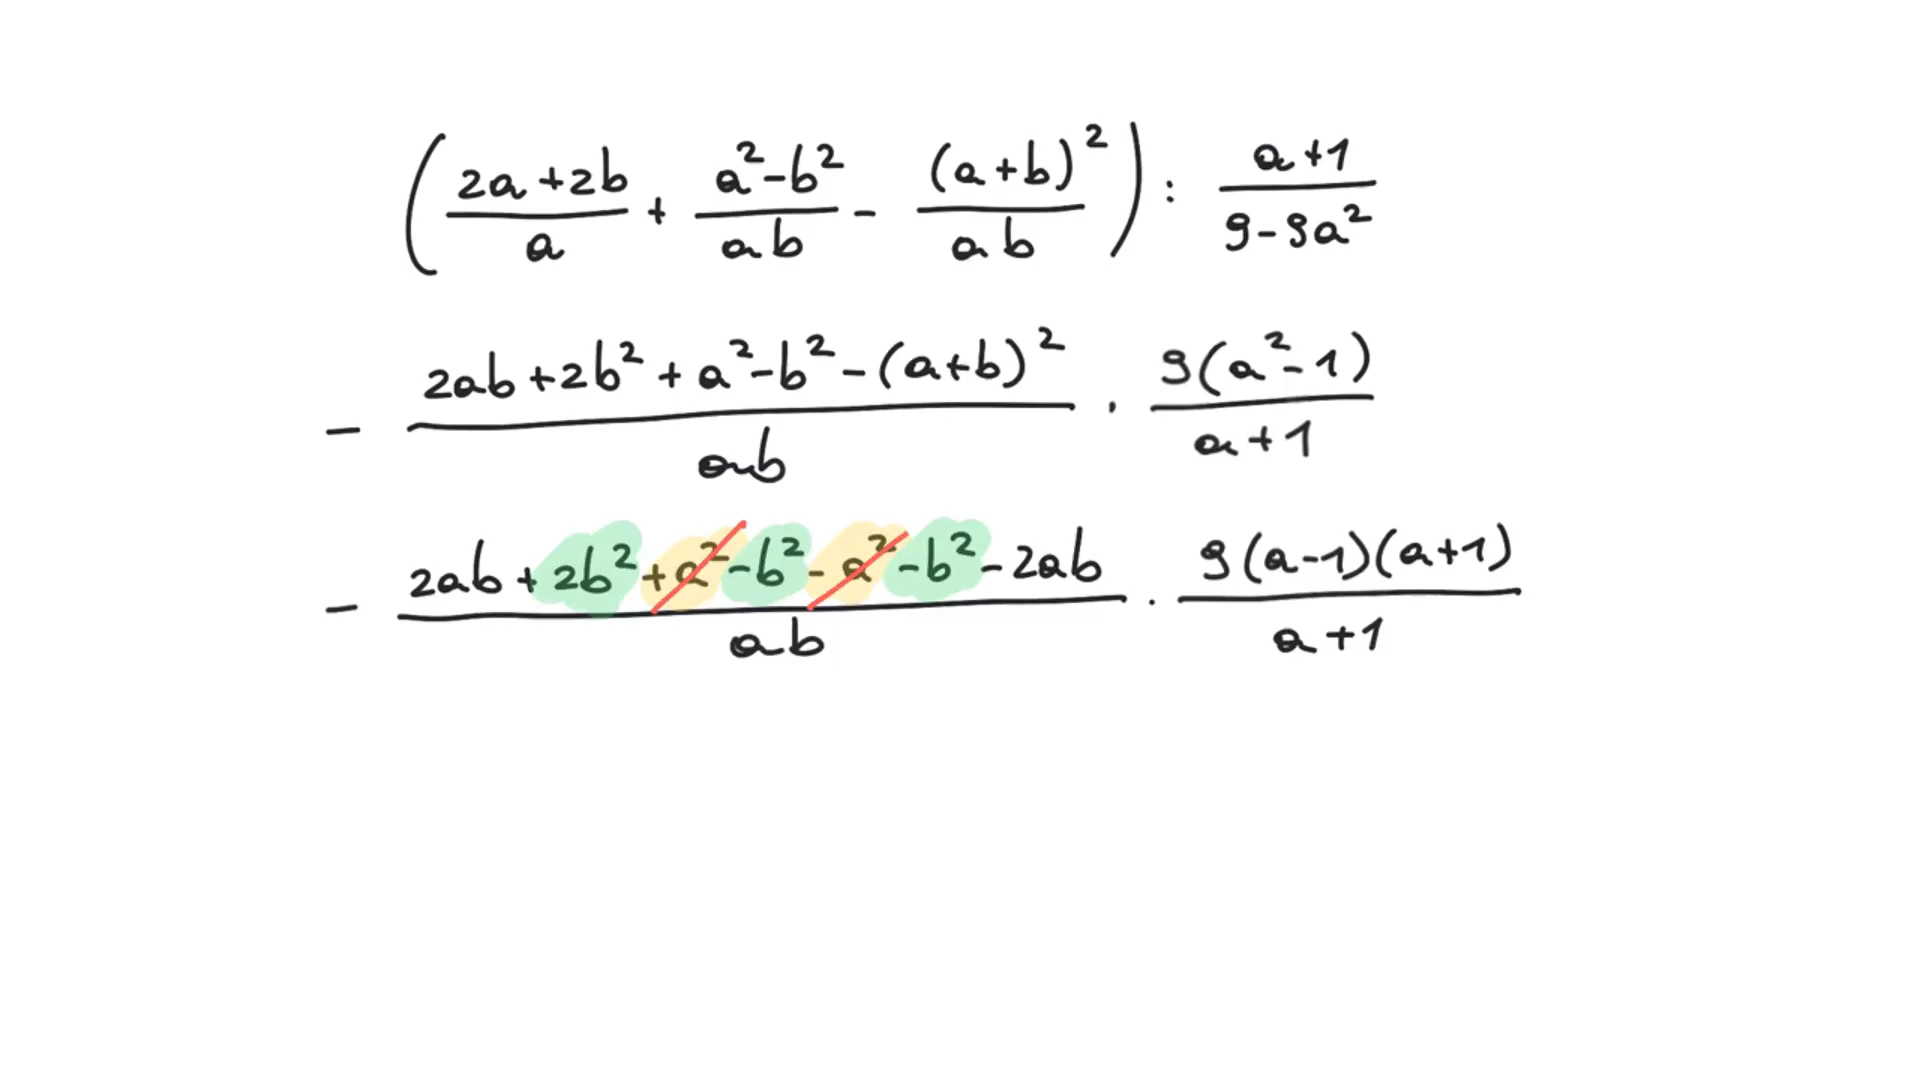 ( (2a+2b)/a + (a²-b²)/(ab) - (a+b)²/(ab) ) : (a+1)/(9-9a²)
- (2ab+2b²+a²-b²-(a+b)²)/(ab) · 9(a²-1)/(a+1)
- (2ab+2b²+a²-b²-a²-b²-2ab)/(ab) · 9(a-1)(a+1)/(a+1)